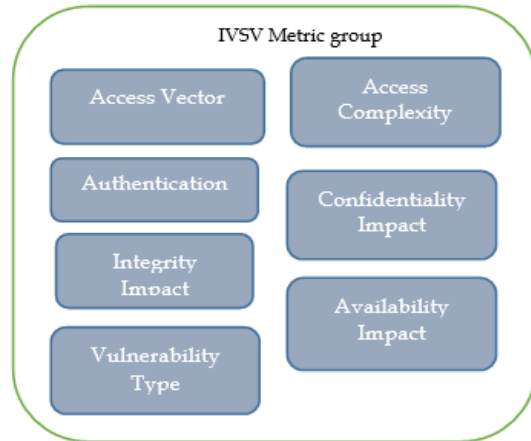 IVSV Metric group
Access Vector
Access
Complexity
Authentication
Confidentiality
Impact
Integrity
Impact
Availability
Impact
Vulnerability
Type